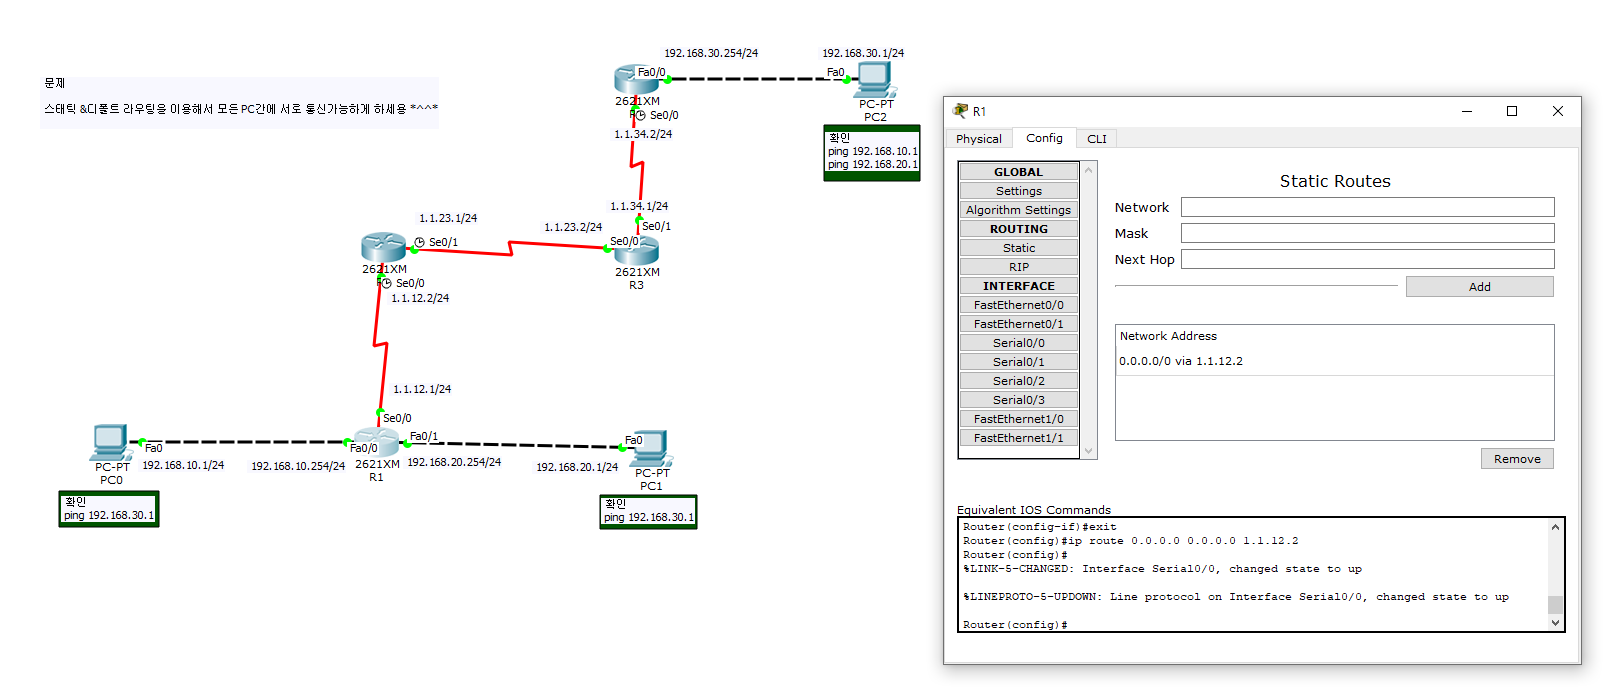 문제
스태틱 &디폴트 라우팅을 이용해서 모든 PC간에 서로 통신가능하게 하세용 *^^*
192.168.30.254/24
192.168.30.1/24
Fa0/0
Fa0
2621XM
Se0/0
1.1.34.2/24
PC-PT
PC2
확인
ping 192.168.10.1
ping 192.168.20.1
1.1.34.1/24
Se0/1
1.1.23.1/24
1.1.23.2/24
Se0/1
Se0/0
2621XM
2621XM
R3
Se0/0
1.1.12.2/24
1.1.12.1/24
Se0/0
Fa0/1
Fa0
Fa0/0
Fa0
192.168.10.1/24
192.168.10.254/24
2621XM
R1
192.168.20.254/24
192.168.20.1/24
PC-PT
PC0
PC-PT
PC1
확인
ping 192.168.30.1
확인
ping 192.168.30.1
R1
Physical
Config
CLI
GLOBAL
Settings
Algorithm Settings
ROUTING
Static
RIP
INTERFACE
FastEthernet0/0
FastEthernet0/1
Serial0/0
Serial0/1
Serial0/2
Serial0/3
FastEthernet1/0
FastEthernet1/1
Static Routes
Network
Mask
Next Hop
Add
Network Address
0.0.0.0/0 via 1.1.12.2
Remove
Equivalent IOS Commands
Router(config-if)#exit
Router(config)#ip route 0.0.0.0 0.0.0.0 1.1.12.2
Router(config)#
%LINK-5-CHANGED: Interface Serial0/0, changed state to up
%LINEPROTO-5-UPDOWN: Line protocol on Interface Serial0/0, changed state to up
Router(config)#